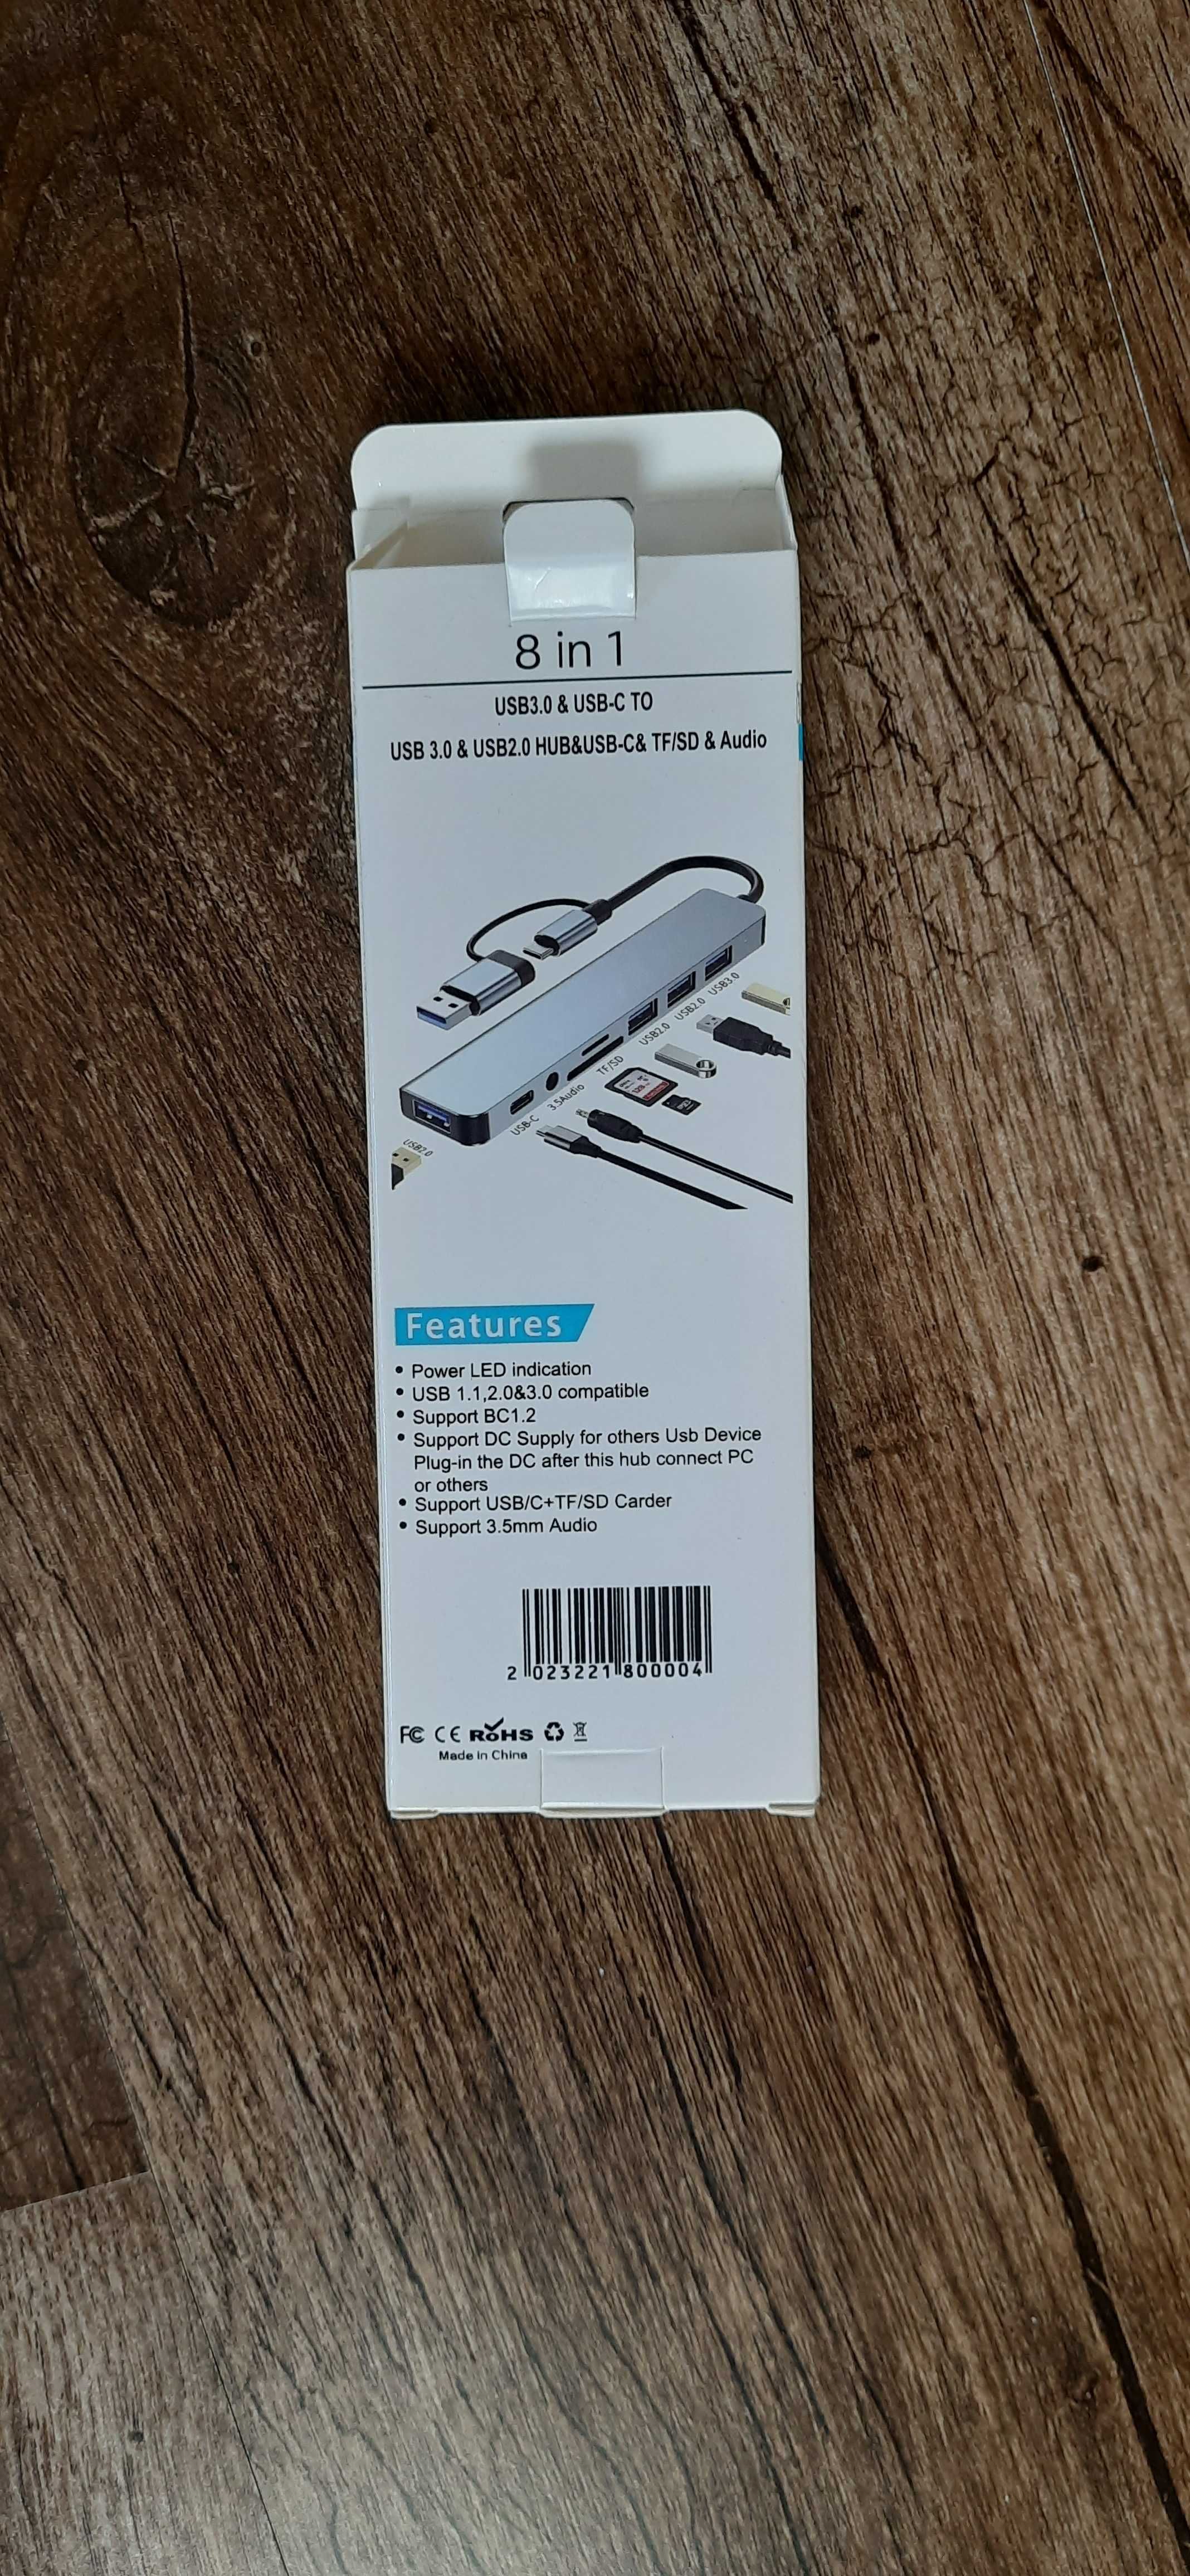 8 in 1
USB3.0 & USB-C TO
USB 3.0 & USB2.0 HUB&USB-C& TF/SD & Audio
USB3.0
USB2.0
USB2.0
TF/SD
3.5Audio
USB-C
USB2.0
Features
• Power LED indication
• USB 1.1,2.0&3.0 compatible
• Support BC1.2
• Support DC Supply for others Usb Device
Plug-in the DC after this hub connect PC
or others
• Support USB/C+TF/SD Carder
• Support 3.5mm Audio
2 023221 800004
FC CE RoHS
Made in China